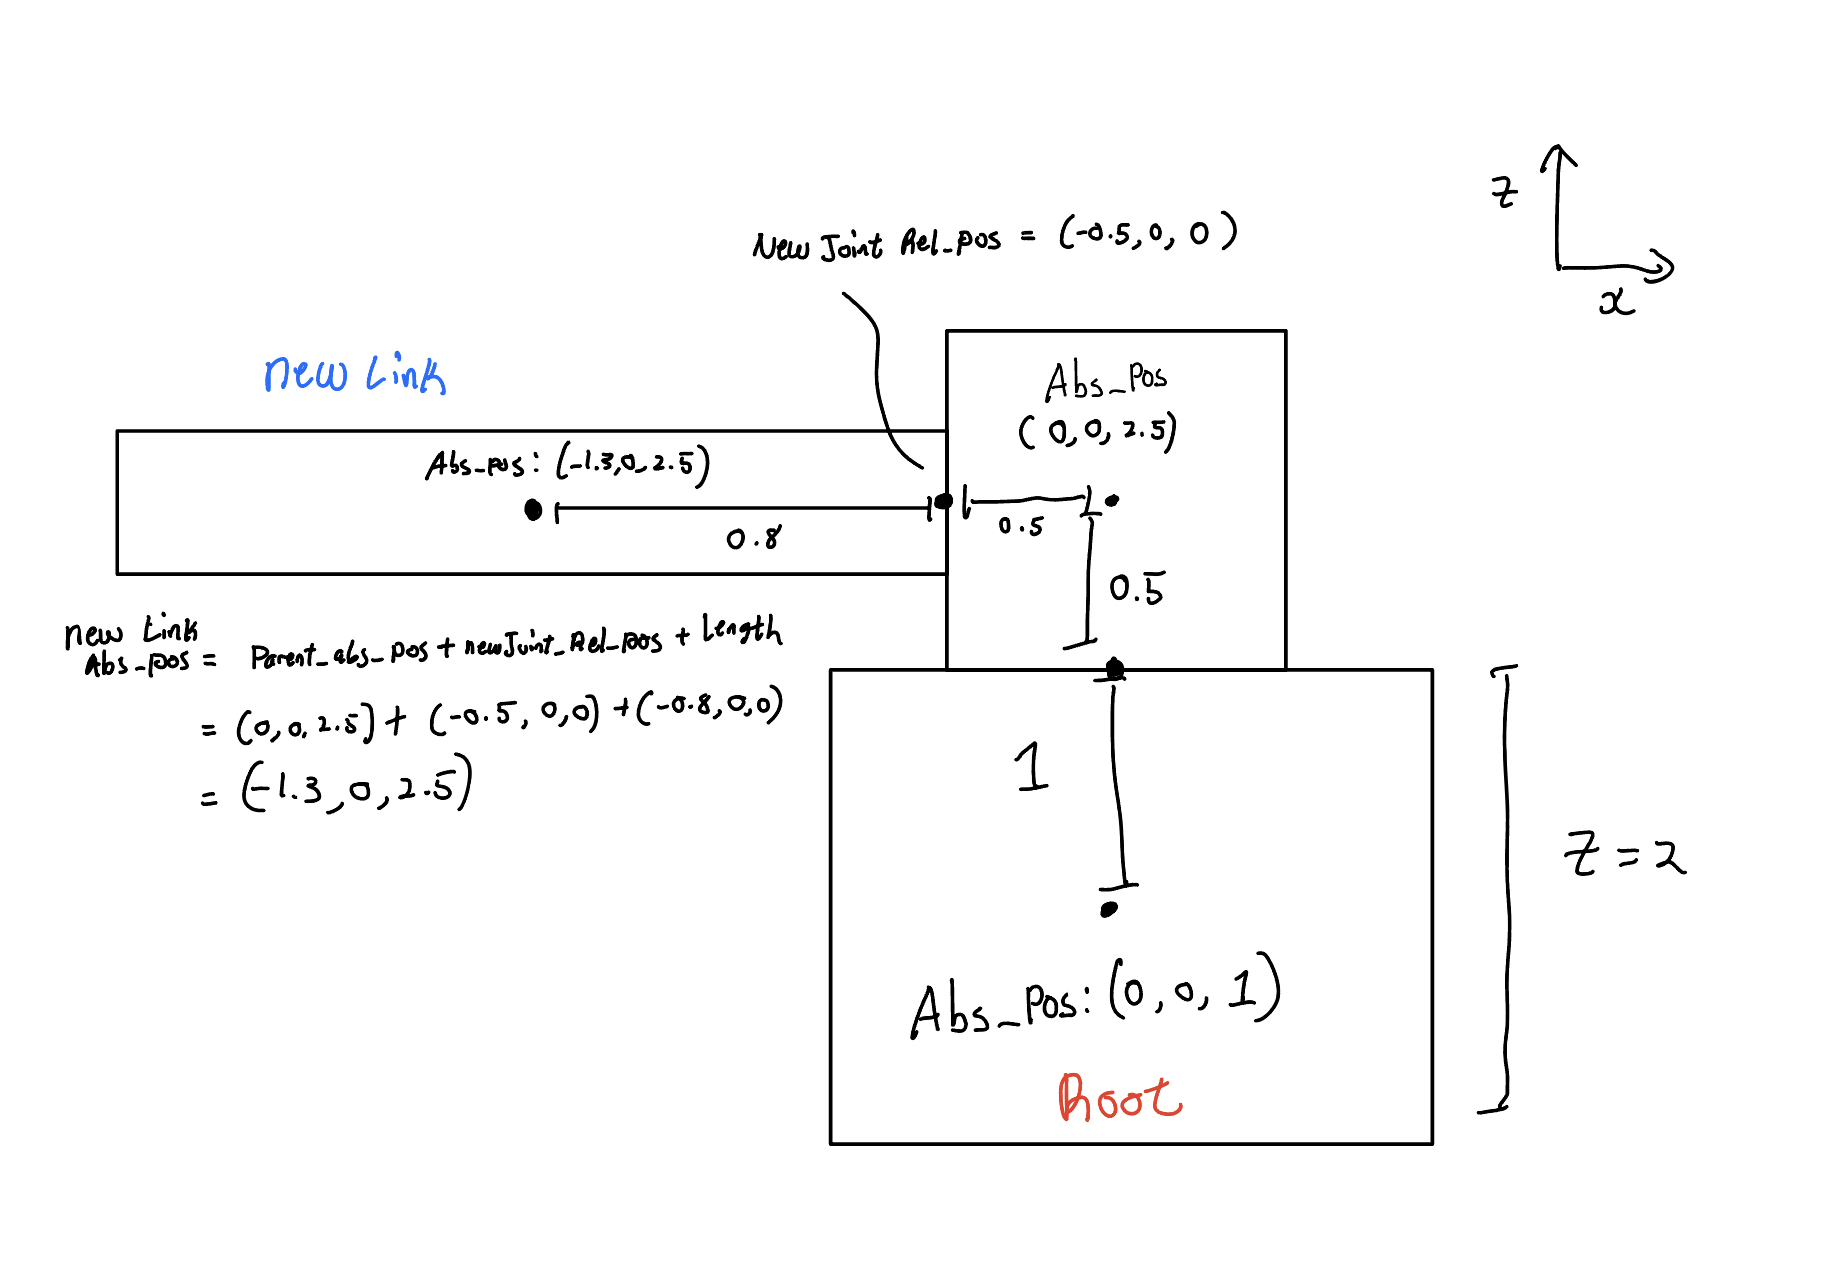 z
x
New Joint Rel_pos = (-0.5, 0, 0)
new Link
Abs_pos
(0, 0, 2.5)
Abs_pos: (-1.3, 0, 2.5)
0.8
0.5
0.5
new Link
Abs_pos = Parent_abs_pos + newJoint_Rel_pos + Length
= (0, 0, 2.5) + (-0.5, 0, 0) + (-0.8, 0, 0)
= (-1.3, 0, 2.5)
1
z = 2
Abs_pos: (0, 0, 1)
Root